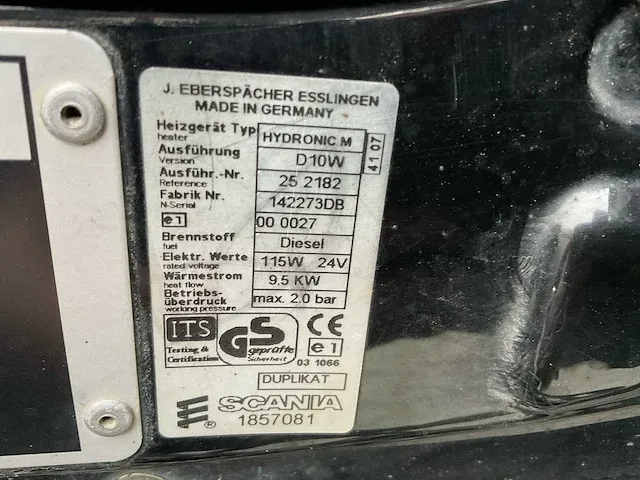 J. EBERSPÄCHER ESSLINGEN
MADE IN GERMANY
Heizgerät Typ HYDRONIC M
heater
41 07
Ausführung D10W
Version
Ausführ.-Nr. 25 2182
Reference
Fabrik Nr. 142273DB
N-Serial
e1 00 0027
Brennstoff Diesel
fuel
Elektr. Werte 115W 24V
rated voltage
Wärmestrom 9.5 KW
heat flow
Betriebs-
überdruck max. 2.0 bar
working pressure
ITS
Testing &
Certification
GS
geprüfte
Sicherheit
CE
e1
03 1066
DUPLIKAT
® SCANIA
1857081